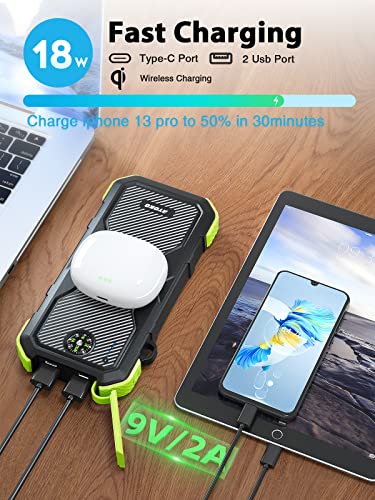 18W
Fast Charging
Type-C Port
2 Usb Port
Wireless Charging
Charge Iphone 13 pro to 50% in 30minutes
9V/2A